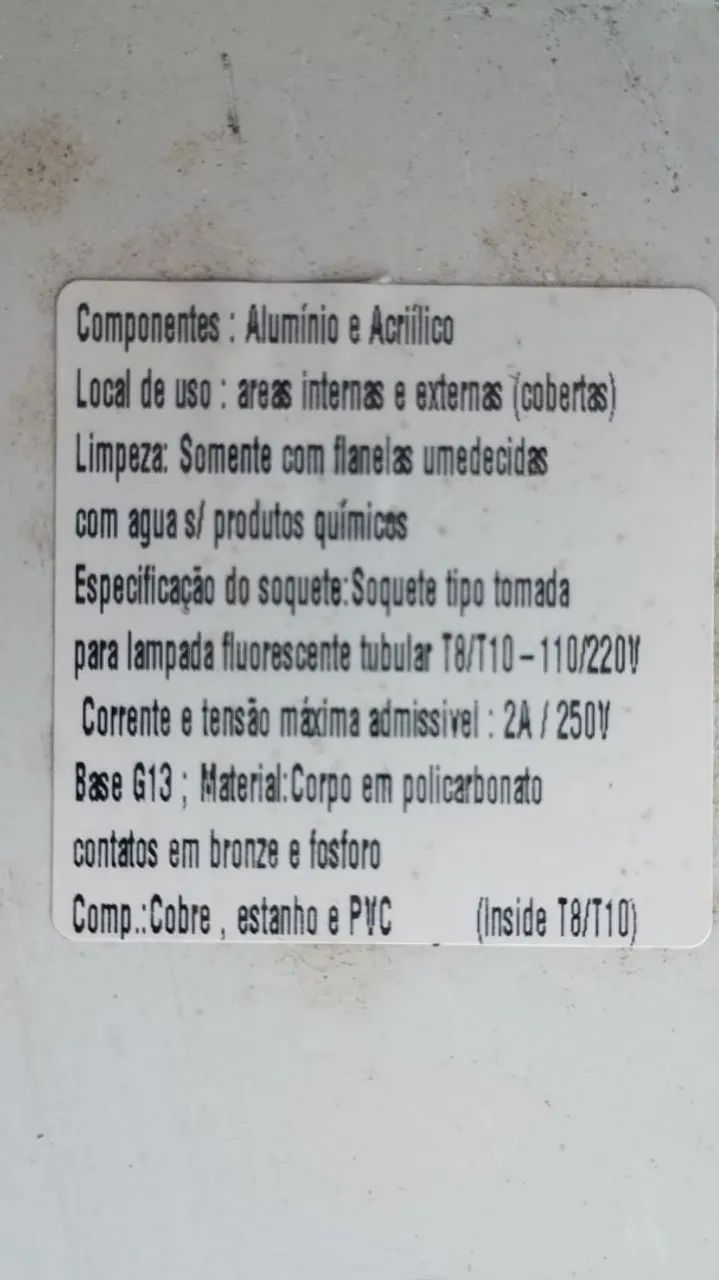 Componentes : Alumínio e Acriílico
Local de uso : areas internas e externas (cobertas)
Limpeza: Somente com flanelas umedecidas
com agua s/ produtos químicos
Especificação do soquete:Soquete tipo tomada
para lampada fluorescente tubular T8/T10 – 110/220V
Corrente e tensão máxima admissivel : 2A / 250V
Base G13 ; Material:Corpo em policarbonato
contatos em bronze e fosforo
Comp.:Cobre , estanho e PVC (Inside T8/T10)